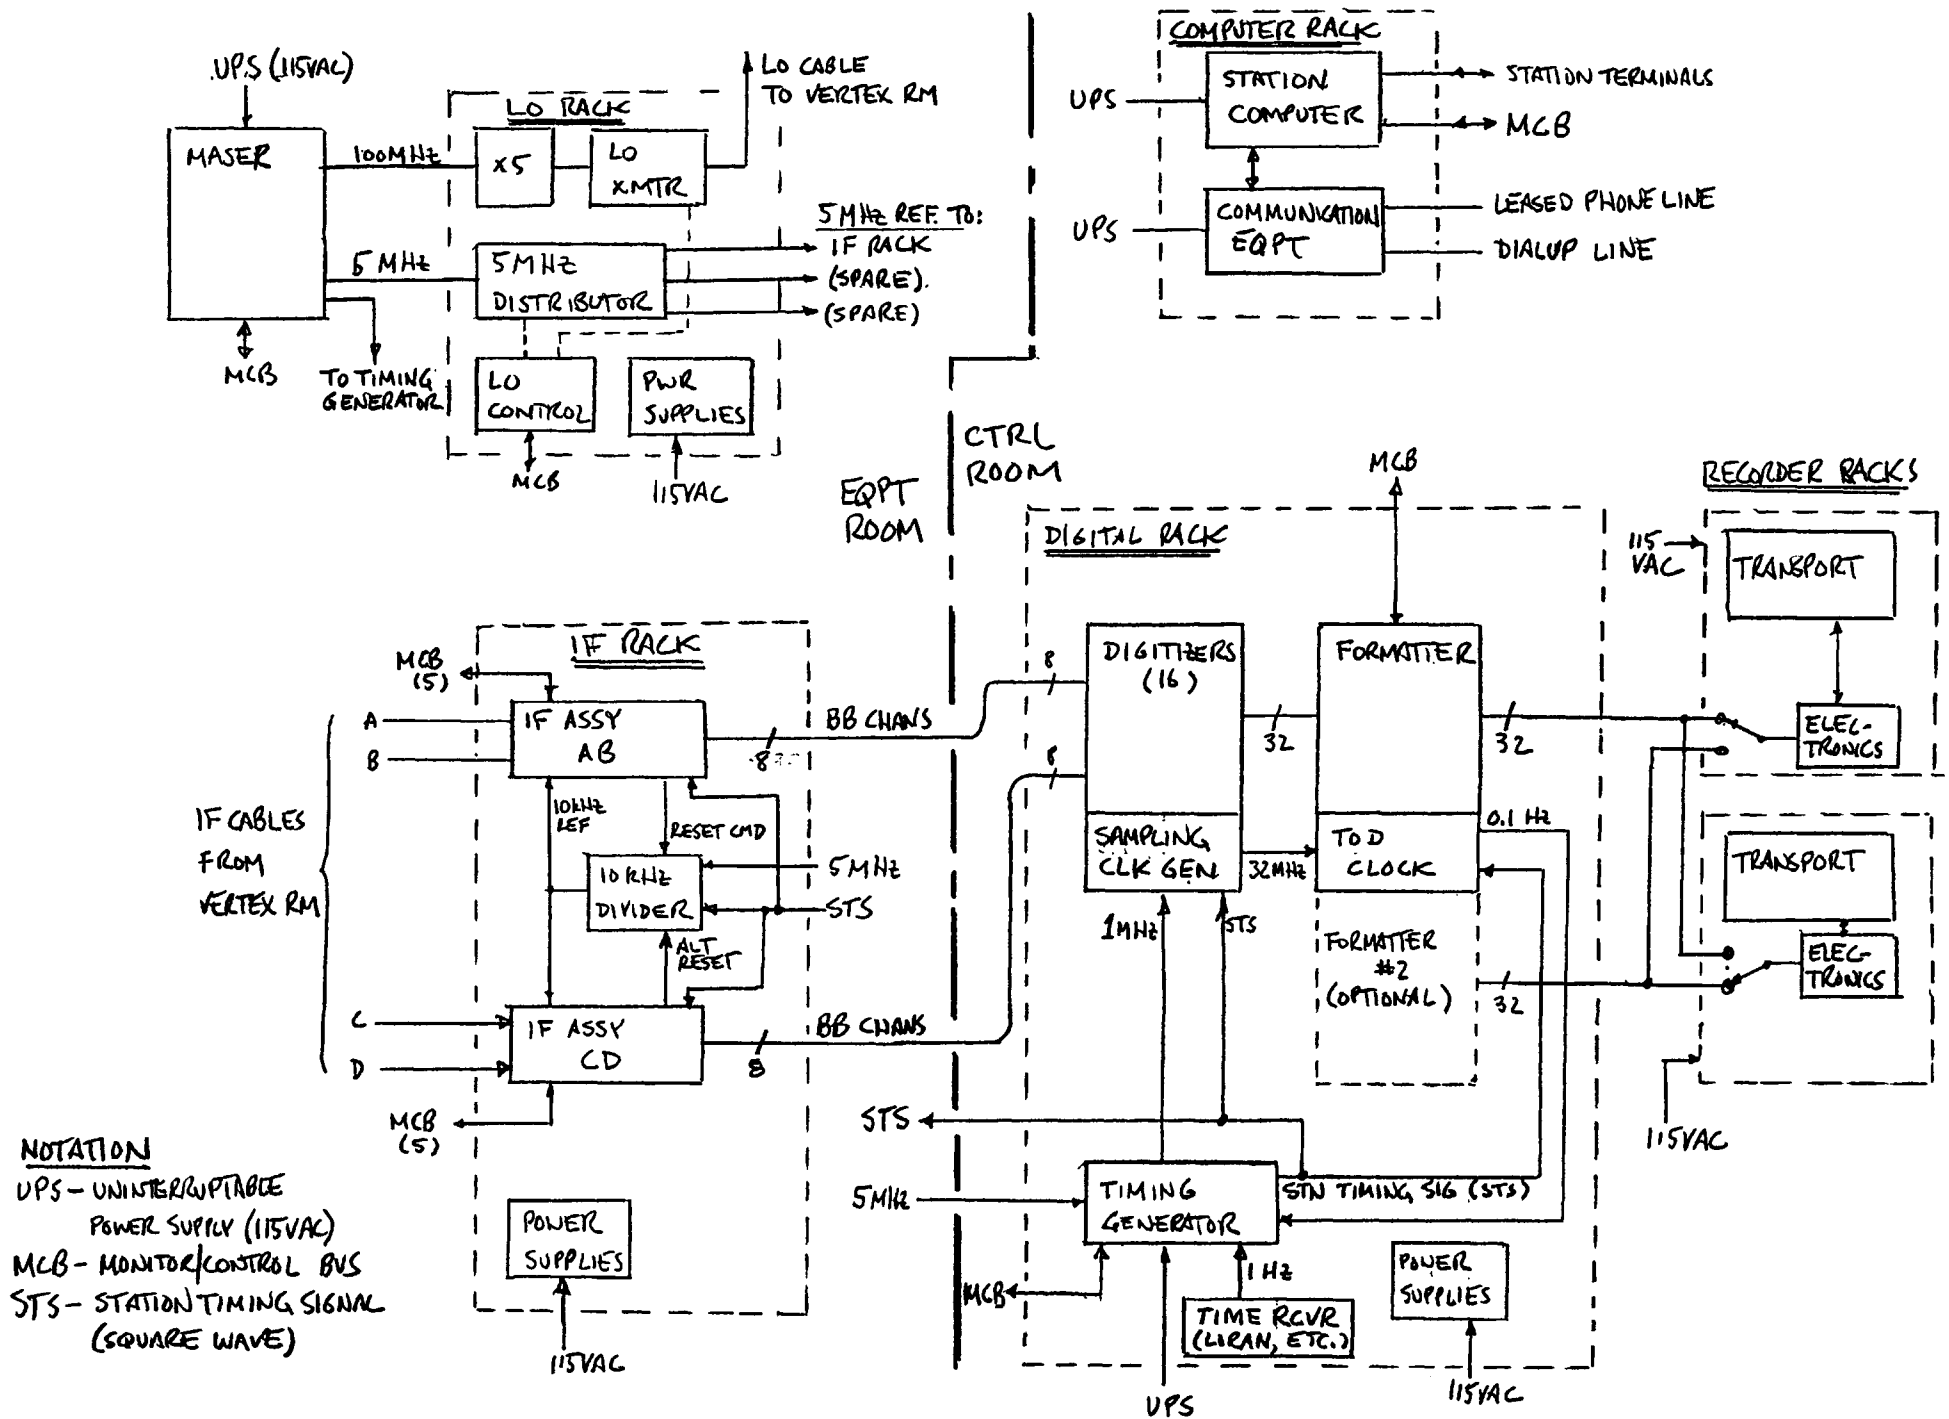 UPS (115VAC)
MASER
100MHz
5MHz
MCB
TO TIMING
GENERATOR
LO RACK
x5
LO
XMTR
LO CABLE
TO VERTEX RM
5MHz
DISTRIBUTOR
5MHz REF. TO:
IF RACK
(SPARE).
(SPARE)
LO
CONTROL
MCB
PWR
SUPPLIES
115VAC
EQPT
ROOM
CTRL
ROOM
COMPUTER RACK
UPS
STATION
COMPUTER
STATION TERMINALS
MCB
UPS
COMMUNICATION
EQPT
LEASED PHONE LINE
DIALUP LINE
IF RACK
MCB
(5)
IF CABLES
FROM
VERTEX RM
A
B
C
D
IF ASSY
AB
8
BB CHANS
10kHz
REF
RESET CMD
10kHz
DIVIDER
5MHz
STS
ALT
RESET
IF ASSY
CD
8
BB CHANS
MCB
(5)
POWER
SUPPLIES
115VAC
DIGITAL RACK
MCB
8
8
DIGITIZERS
(16)
SAMPLING
CLK GEN
32
32MHz
FORMATTER
TOD
CLOCK
32
0.1 Hz
1MHz
STS
FORMATTER
#2
(OPTIONAL)
32
STS
5MHz
TIMING
GENERATOR
STN TIMING SIG (STS)
MCB
1Hz
TIME RCVR
(LORAN, ETC.)
UPS
POWER
SUPPLIES
115VAC
RECORDER RACKS
115
VAC
TRANSPORT
ELEC-
TRONICS
TRANSPORT
ELEC-
TRONICS
115VAC
NOTATION
UPS - UNINTERRUPTABLE
POWER SUPPLY (115VAC)
MCB - MONITOR/CONTROL BUS
STS - STATION TIMING SIGNAL
(SQUARE WAVE)